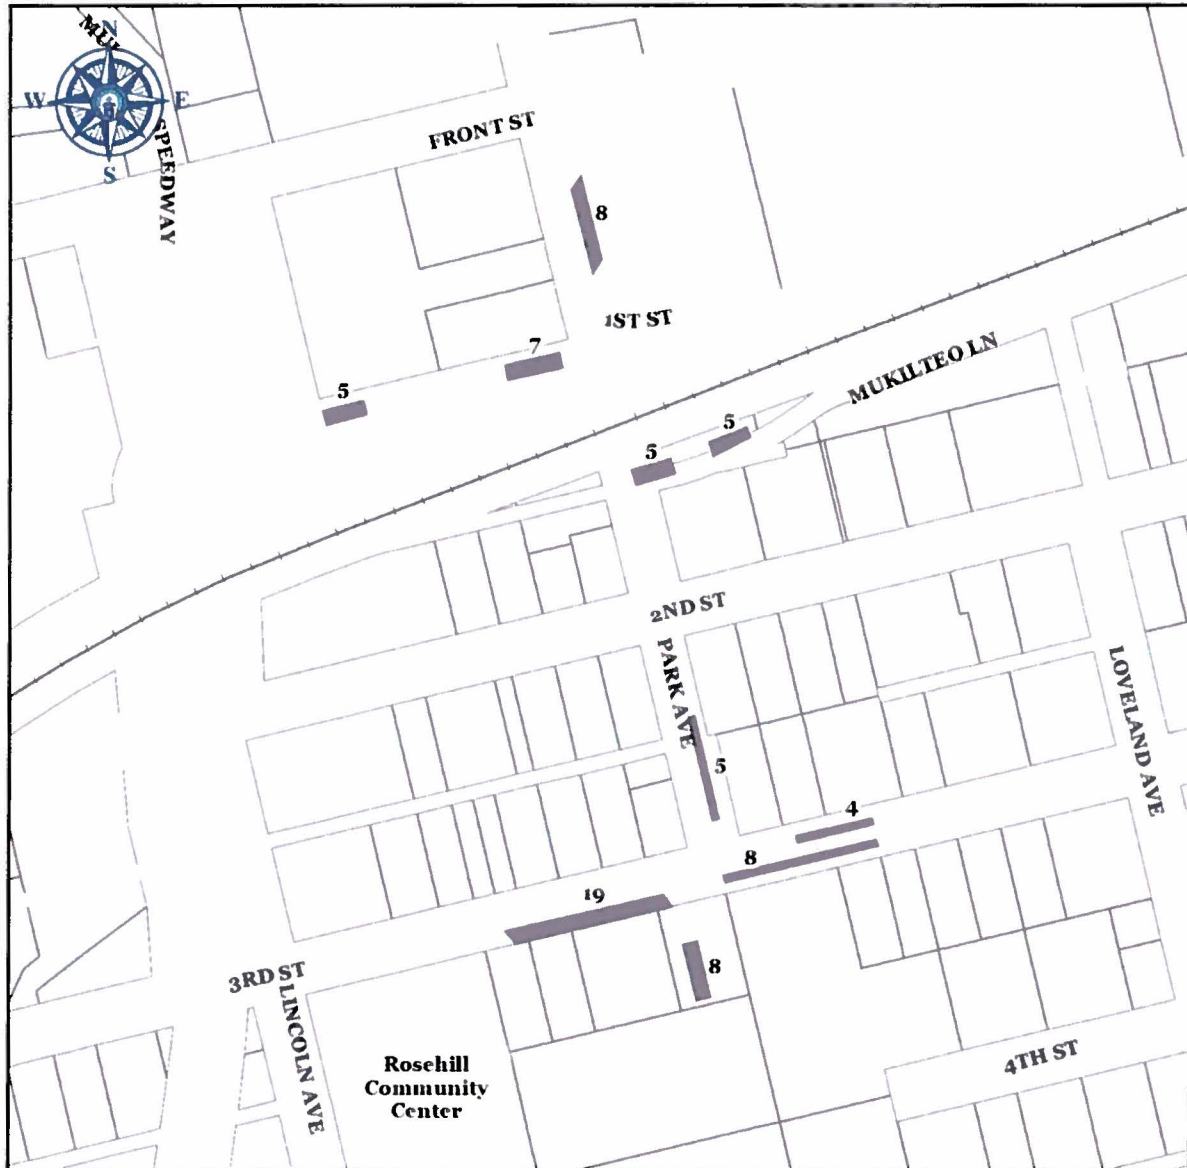 N
W
E
S
SPEEDWAY
FRONT ST
8
1ST ST
7
5
MUKILTEO LN
5
5
2ND ST
PARK AVE
LOVELAND AVE
5
4
8
19
8
3RD ST
LINCOLN AVE
Rosehill
Community
Center
4TH ST